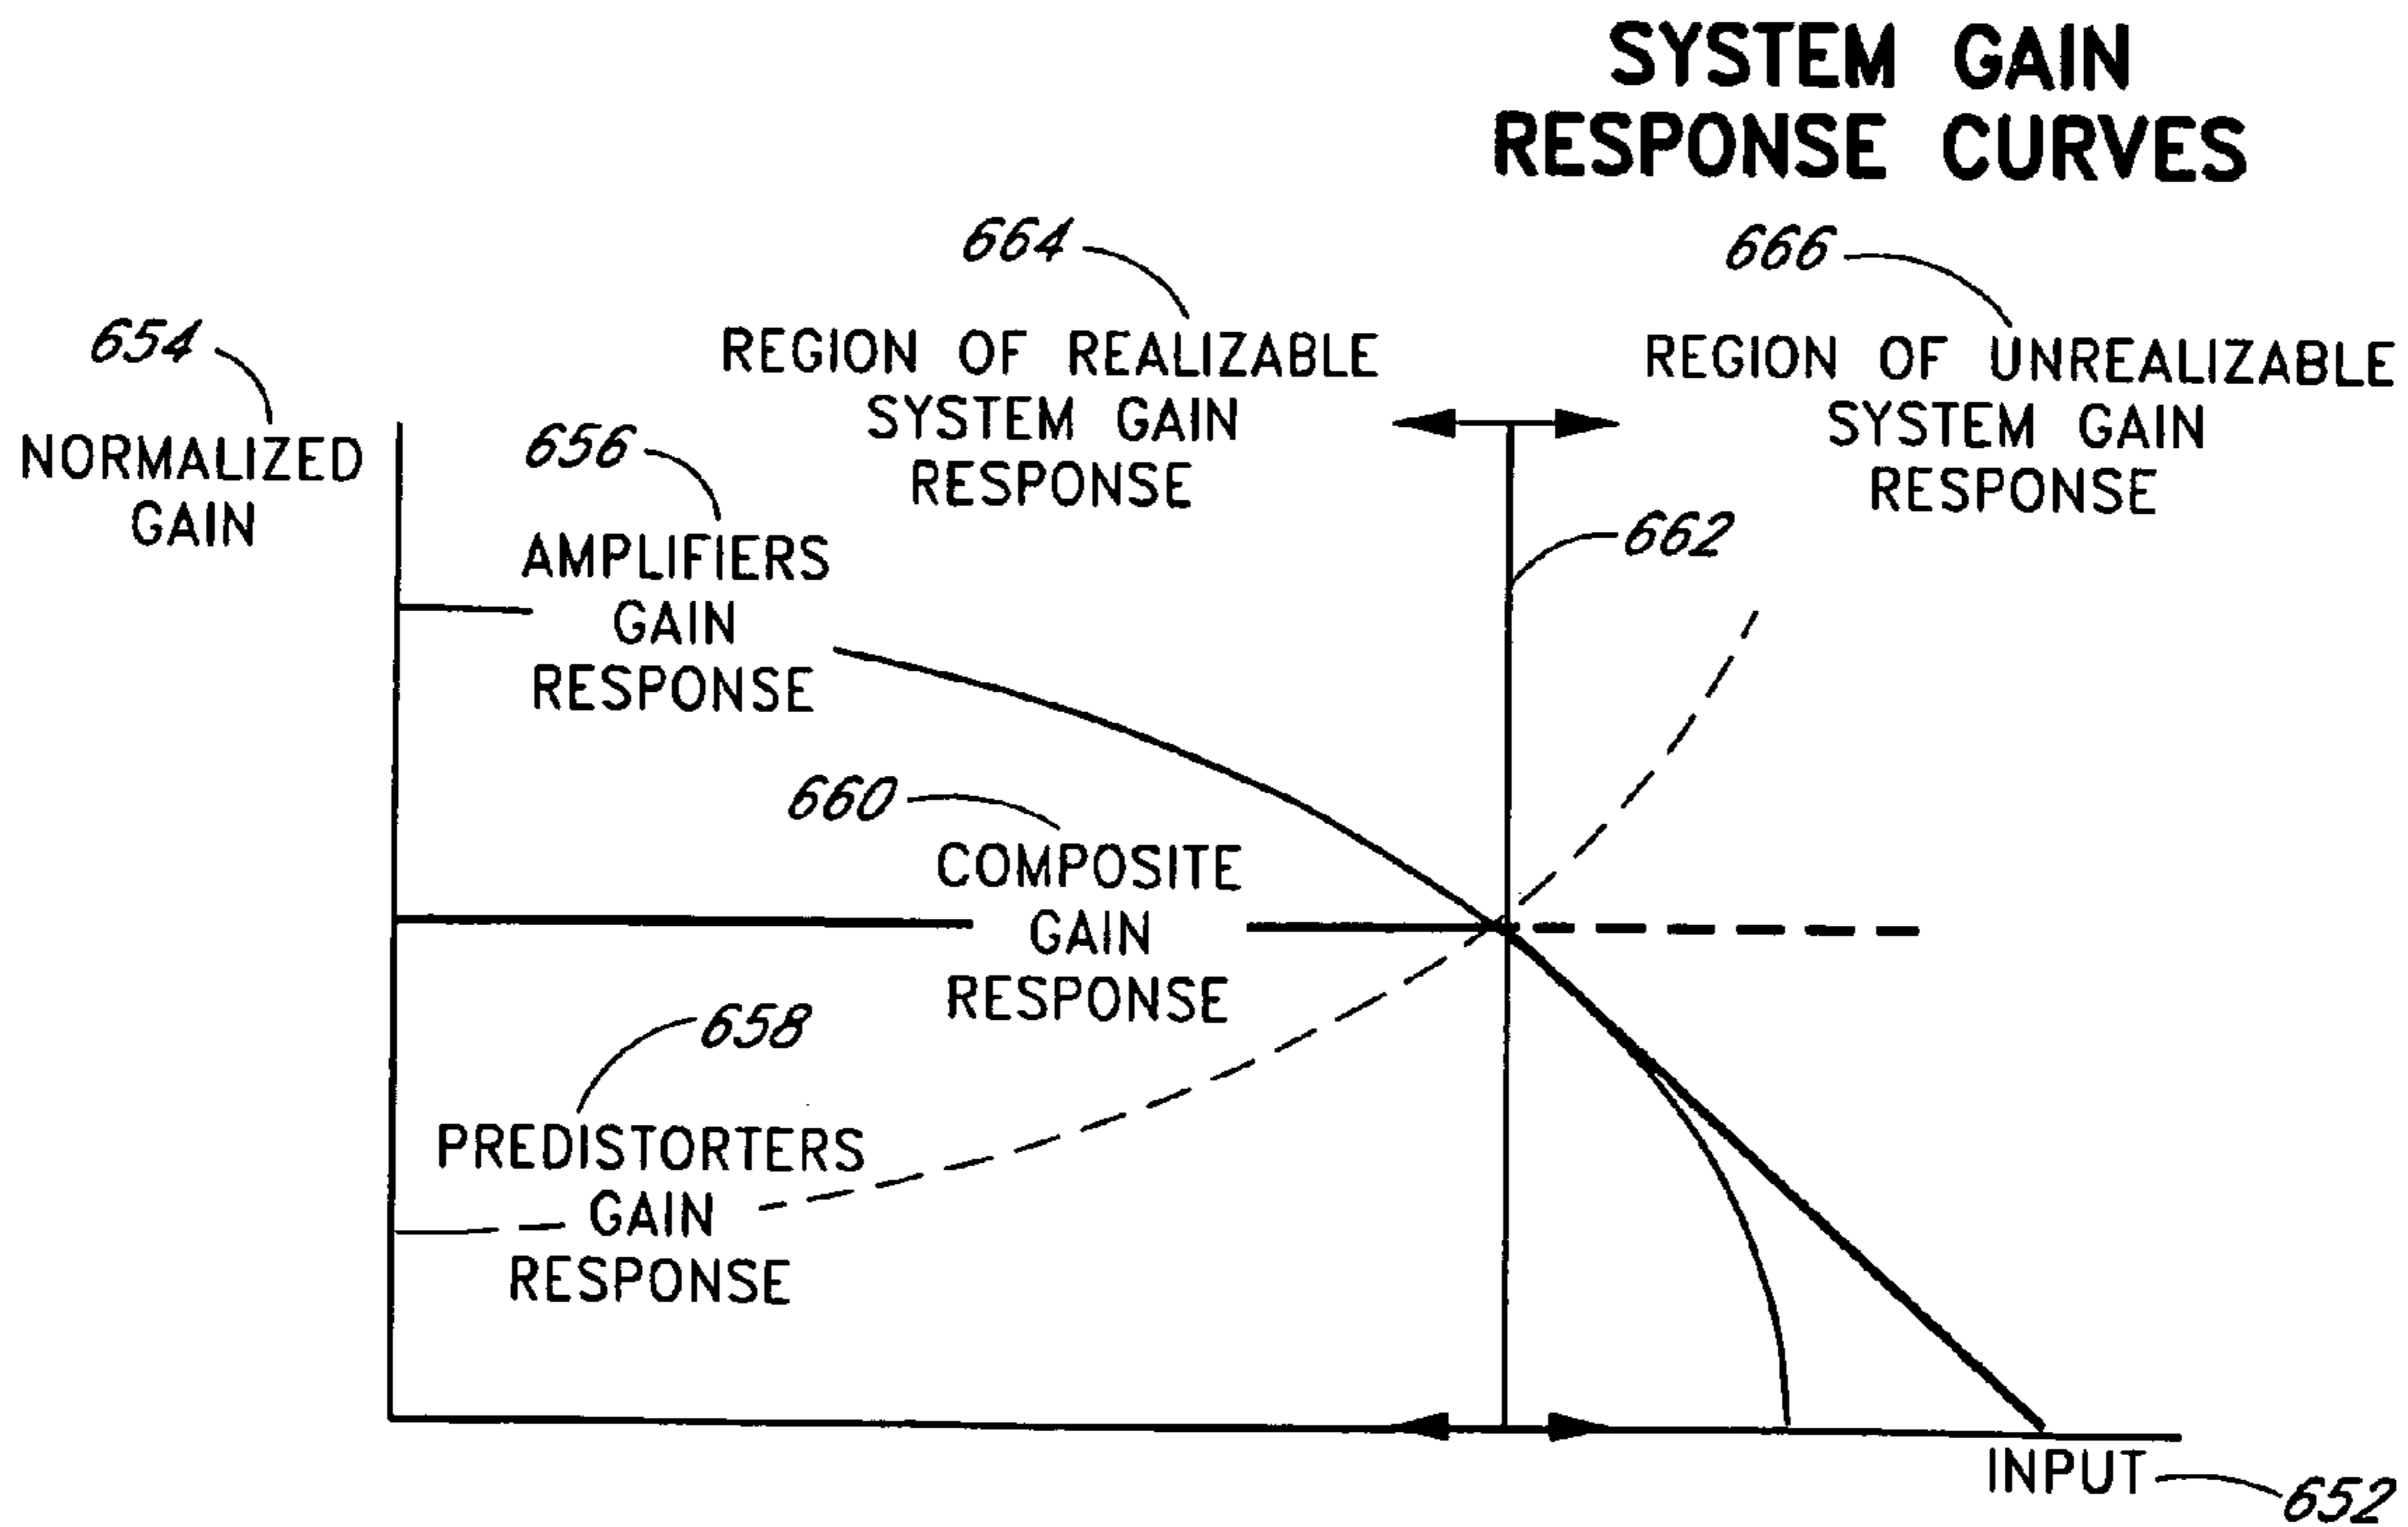 SYSTEM GAIN
RESPONSE CURVES
664
666
654
REGION OF REALIZABLE
SYSTEM GAIN
RESPONSE
REGION OF UNREALIZABLE
SYSTEM GAIN
RESPONSE
NORMALIZED
GAIN
656
AMPLIFIERS
GAIN
RESPONSE
662
660
COMPOSITE
GAIN
RESPONSE
658
PREDISTORTERS
GAIN
RESPONSE
INPUT
652